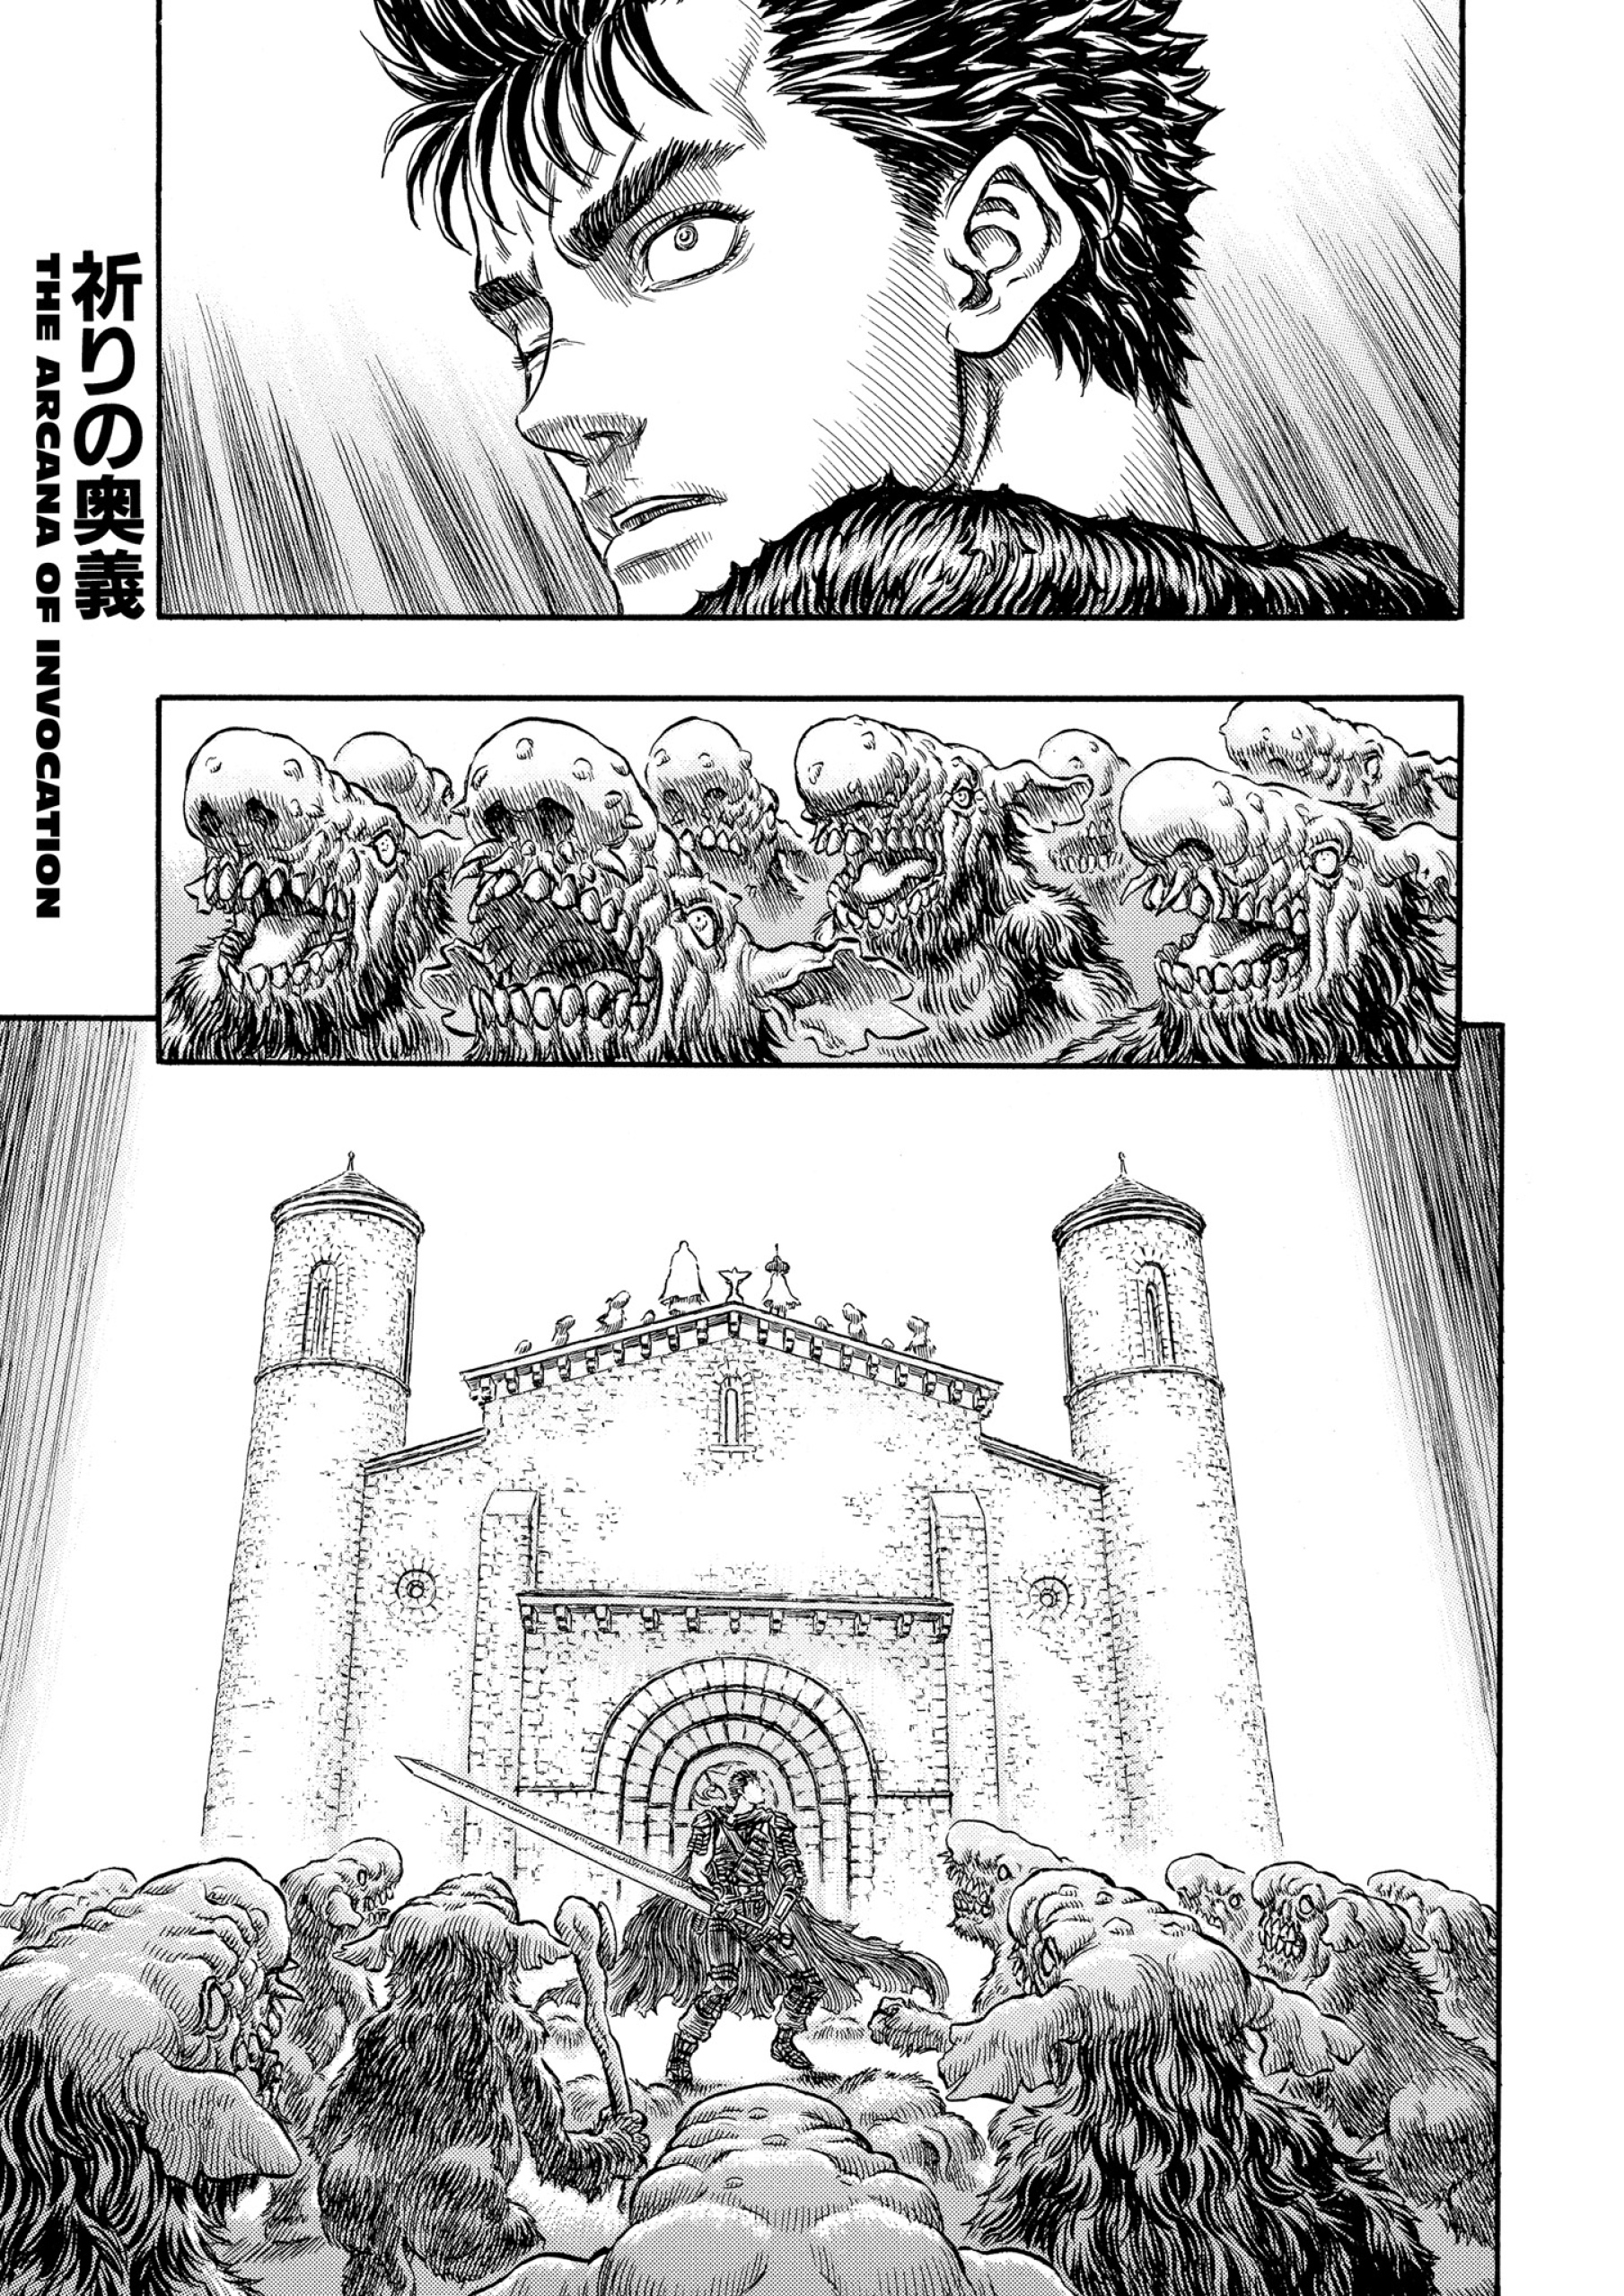 祈りの奥義
THE ARCANA OF INVOCATION